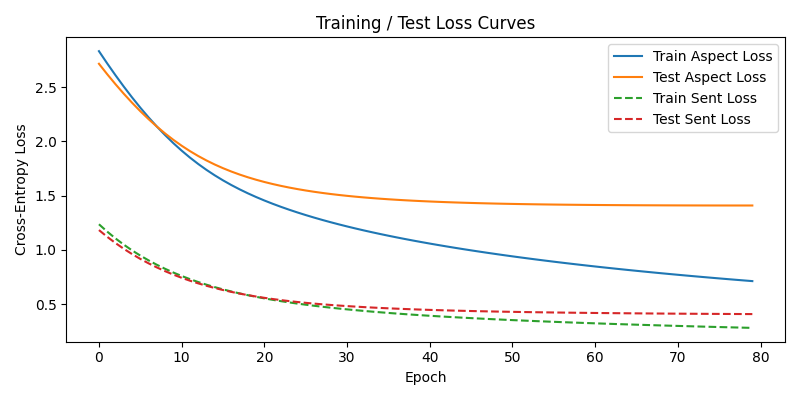 Training / Test Loss Curves
Cross-Entropy Loss
2.5
2.0
1.5
1.0
0.5
Train Aspect Loss
Test Aspect Loss
Train Sent Loss
Test Sent Loss
0 10 20 30 40 50 60 70 80
Epoch